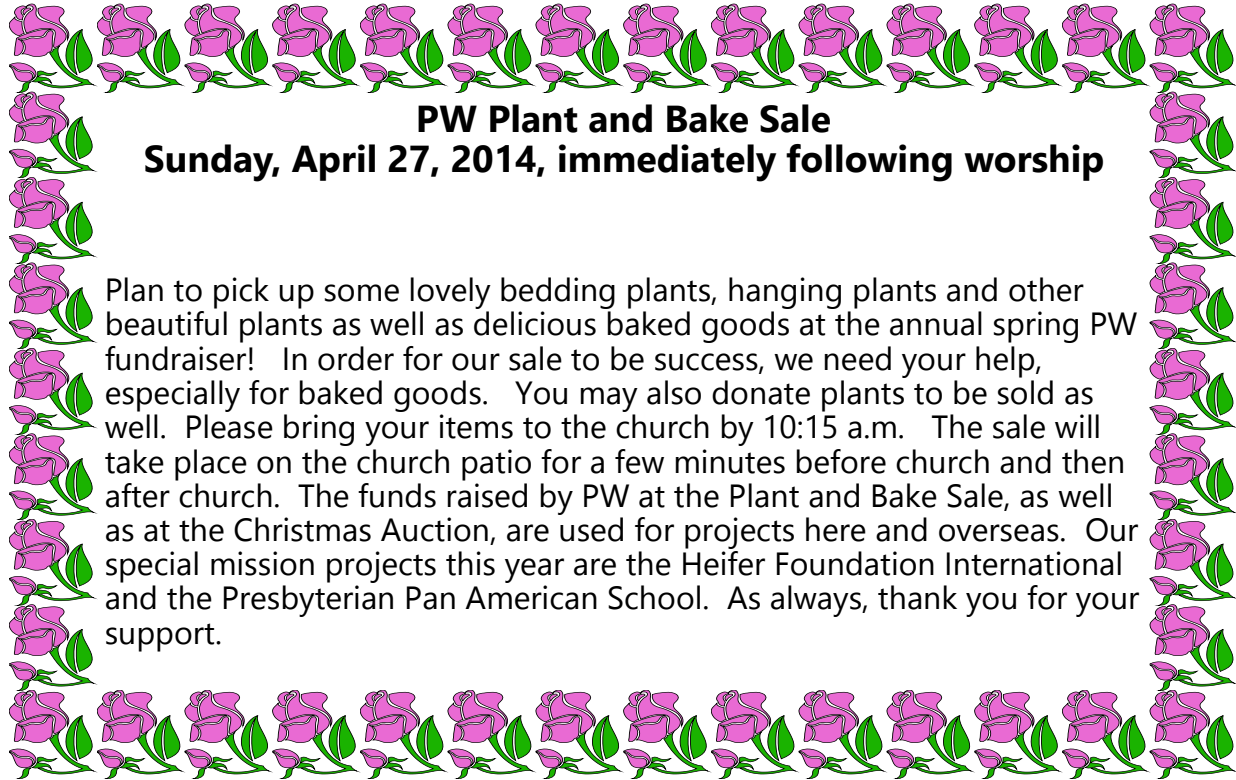 PW Plant and Bake Sale
Sunday, April 27, 2014, immediately following worship
Plan to pick up some lovely bedding plants, hanging plants and other
beautiful plants as well as delicious baked goods at the annual spring PW
fundraiser!   In order for our sale to be success, we need your help,
especially for baked goods.   You may also donate plants to be sold as
well.  Please bring your items to the church by 10:15 a.m.   The sale will
take place on the church patio for a few minutes before church and then
after church.  The funds raised by PW at the Plant and Bake Sale, as well
as at the Christmas Auction, are used for projects here and overseas.  Our
special mission projects this year are the Heifer Foundation International
and the Presbyterian Pan American School.  As always, thank you for your
support.